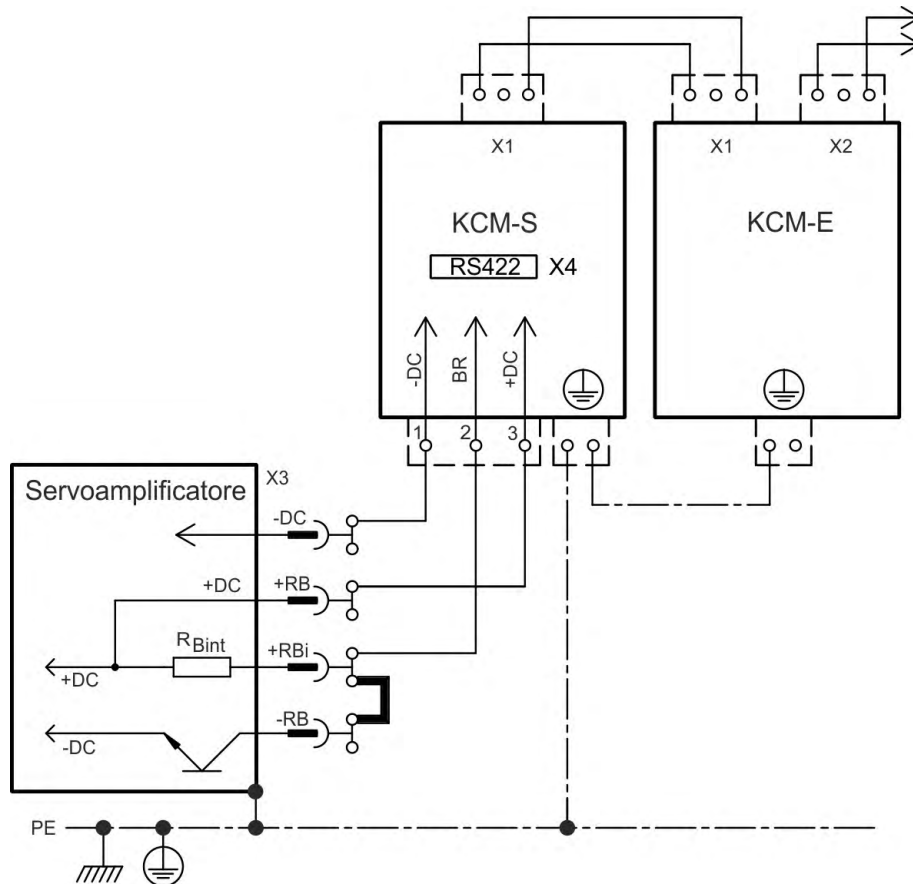 X1
X1
X2
KCM-S
KCM-E
RS422
X4
-DC
BR
+DC
1
2
3
Servoamplificatore
X3
-DC
+DC
+RB
RBint
+RBi
+DC
-RB
-DC
PE